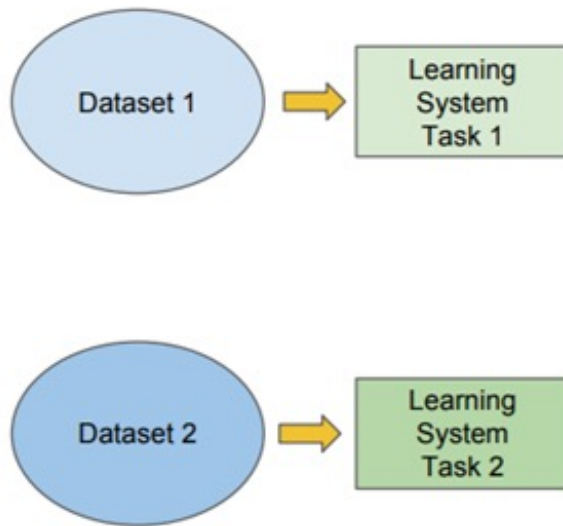 Dataset 1
Learning
System
Task 1
Dataset 2
Learning
System
Task 2